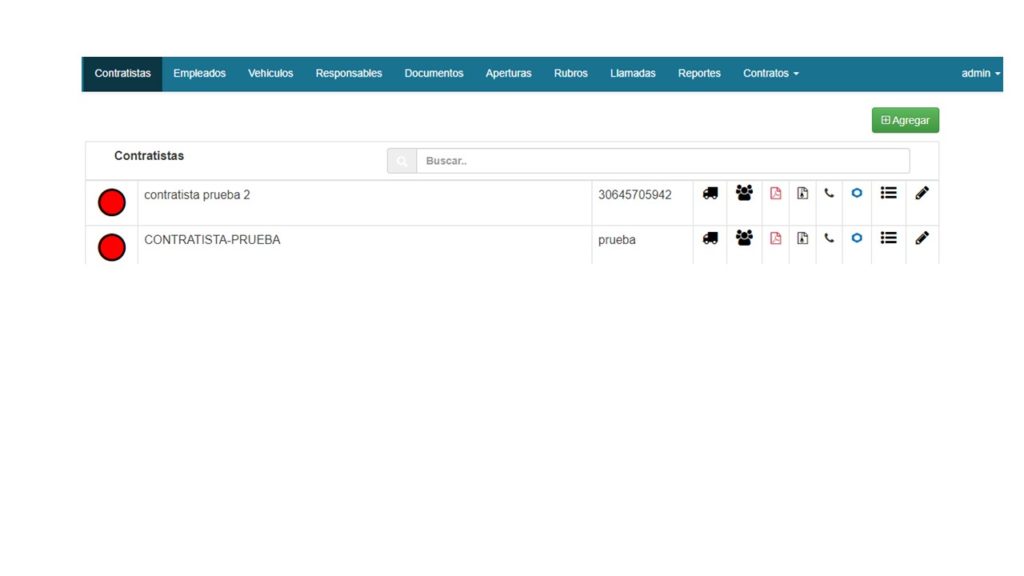 Contratistas Empleados Vehículos Responsables Documentos Aperturas Rubros Llamadas Reportes Contratos admin
Agregar
Contratistas Buscar..
contratista prueba 2 30645705942
CONTRATISTA-PRUEBA prueba